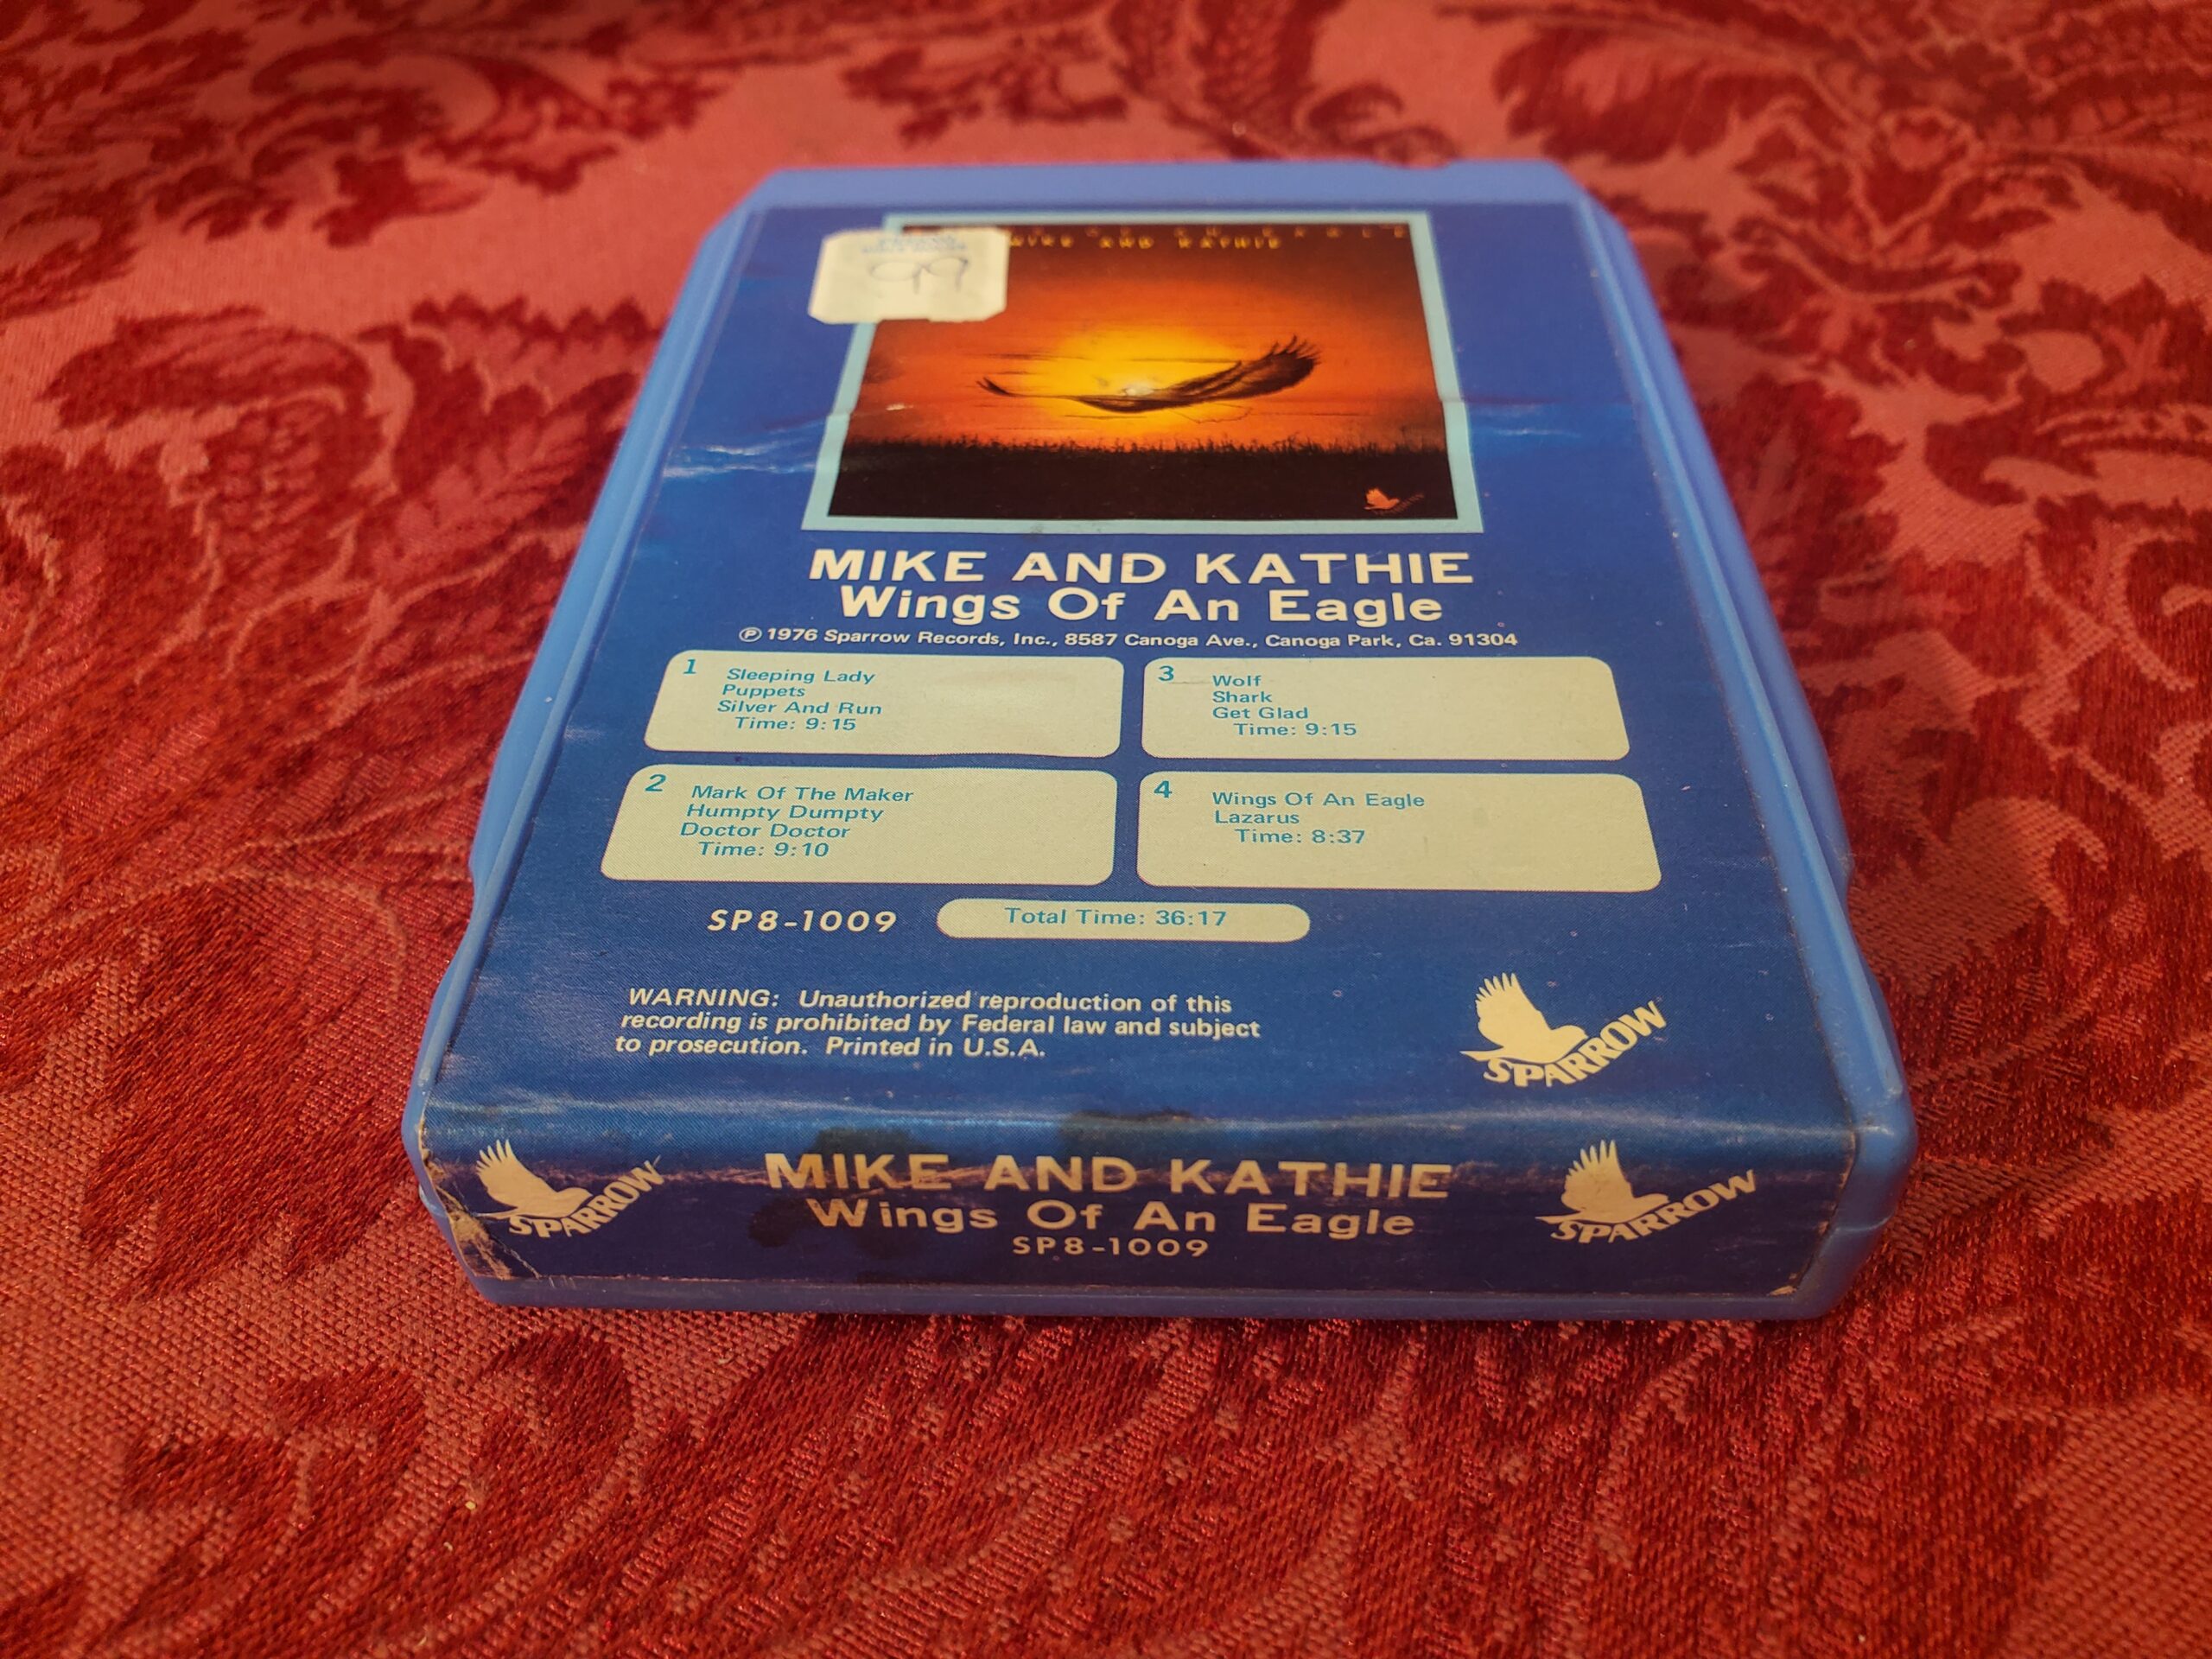 99
MIKE AND KATHIE
MIKE AND KATHIE
Wings Of An Eagle
℗ 1976 Sparrow Records, Inc., 8587 Canoga Ave., Canoga Park, Ca. 91304
1
Sleeping Lady
Puppets
Silver And Run
Time: 9:15
2
Mark Of The Maker
Humpty Dumpty
Doctor Doctor
Time: 9:10
3
Wolf
Shark
Get Glad
Time: 9:15
4
Wings Of An Eagle
Lazarus
Time: 8:37
SP8-1009
Total Time: 36:17
WARNING: Unauthorized reproduction of this
recording is prohibited by Federal law and subject
to prosecution. Printed in U.S.A.
SPARROW
SPARROW
MIKE AND KATHIE
Wings Of An Eagle
SP8-1009
SPARROW